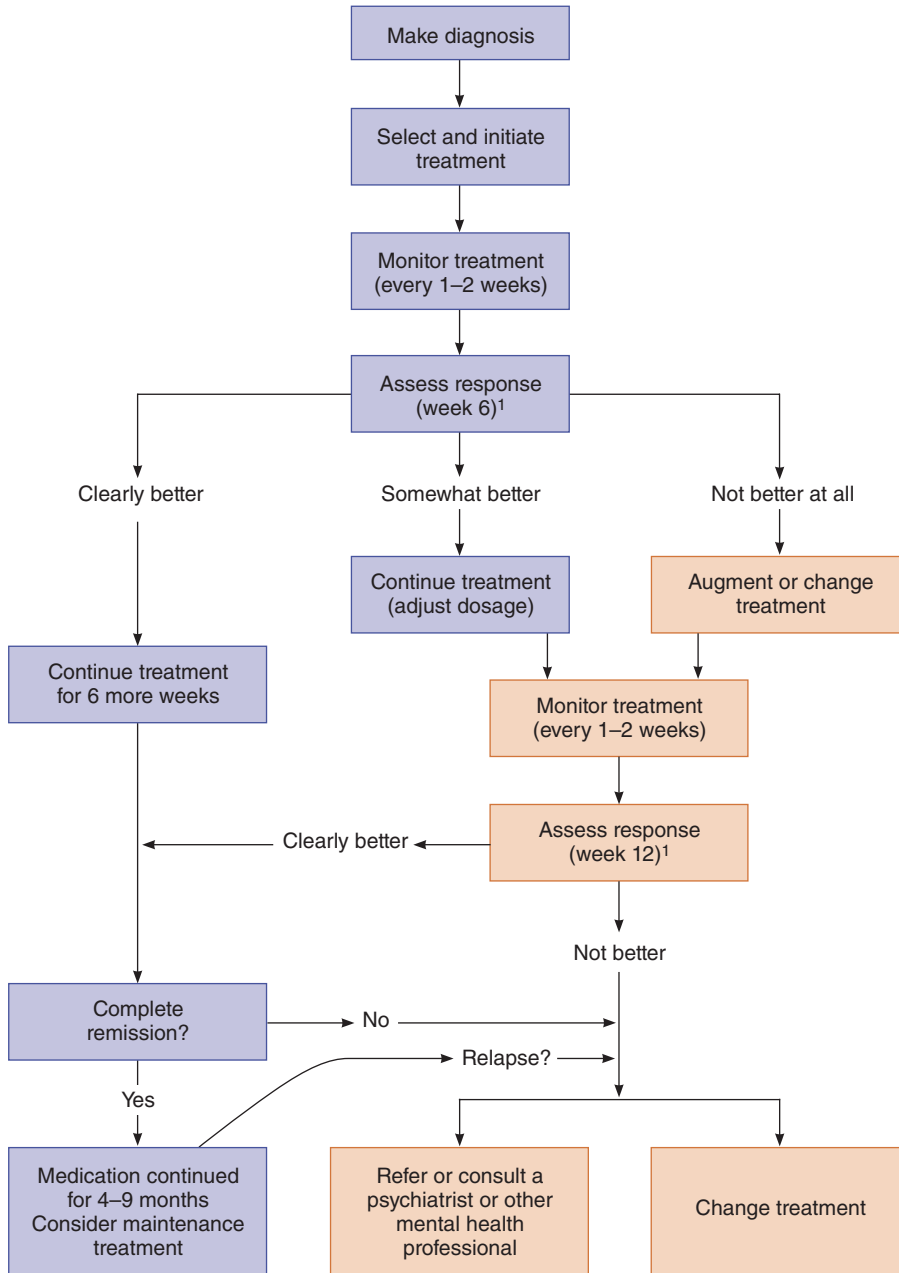 Make diagnosis
Select and initiate
treatment
Monitor treatment
(every 1–2 weeks)
Assess response
(week 6)¹
Clearly better
Somewhat better
Not better at all
Continue treatment
(adjust dosage)
Augment or change
treatment
Continue treatment
for 6 more weeks
Monitor treatment
(every 1–2 weeks)
Assess response
(week 12)¹
Clearly better
Not better
Complete
remission?
No
Relapse?
Yes
Medication continued
for 4–9 months
Consider maintenance
treatment
Refer or consult a
psychiatrist or other
mental health
professional
Change treatment